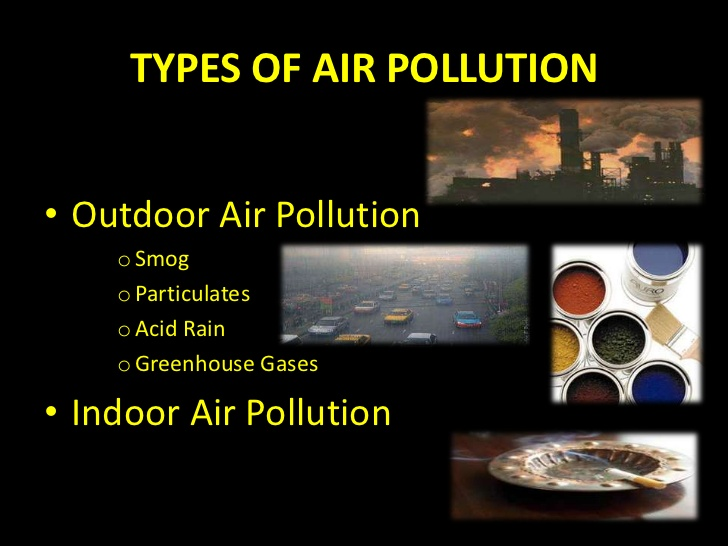 TYPES OF AIR POLLUTION
• Outdoor Air Pollution
o Smog
o Particulates
o Acid Rain
o Greenhouse Gases
• Indoor Air Pollution